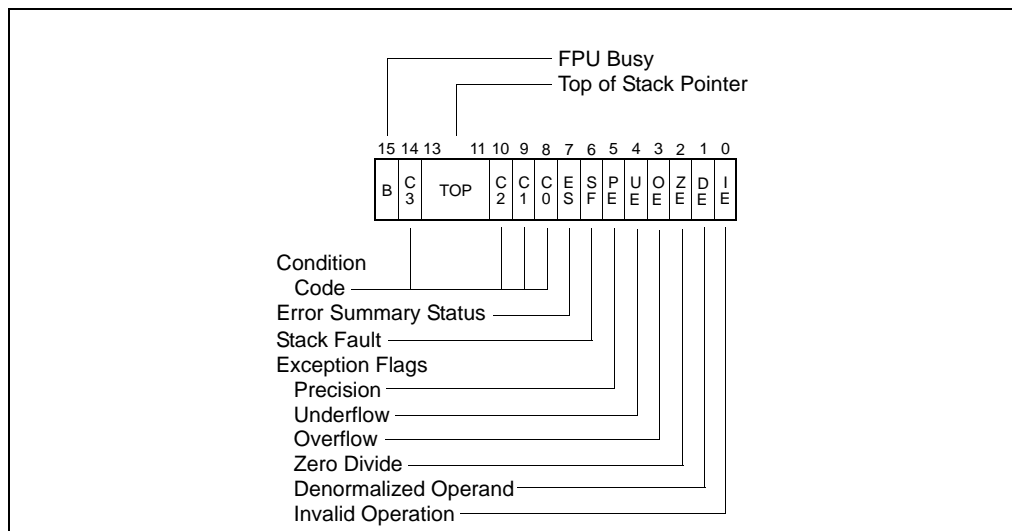 FPU Busy
Top of Stack Pointer
15 14 13 11 10 9 8 7 6 5 4 3 2 1 0
B C3 TOP C2 C1 C0 ES SF PE UE OE ZE DE IE
Condition
Code
Error Summary Status
Stack Fault
Exception Flags
Precision
Underflow
Overflow
Zero Divide
Denormalized Operand
Invalid Operation